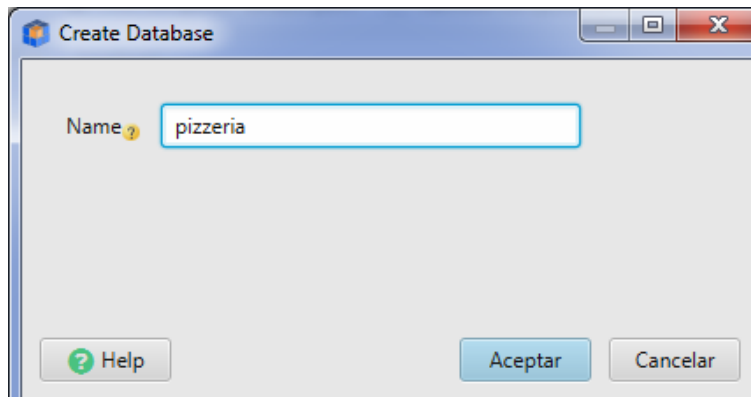 Create Database
Name ?
pizzeria
? Help
Aceptar
Cancelar